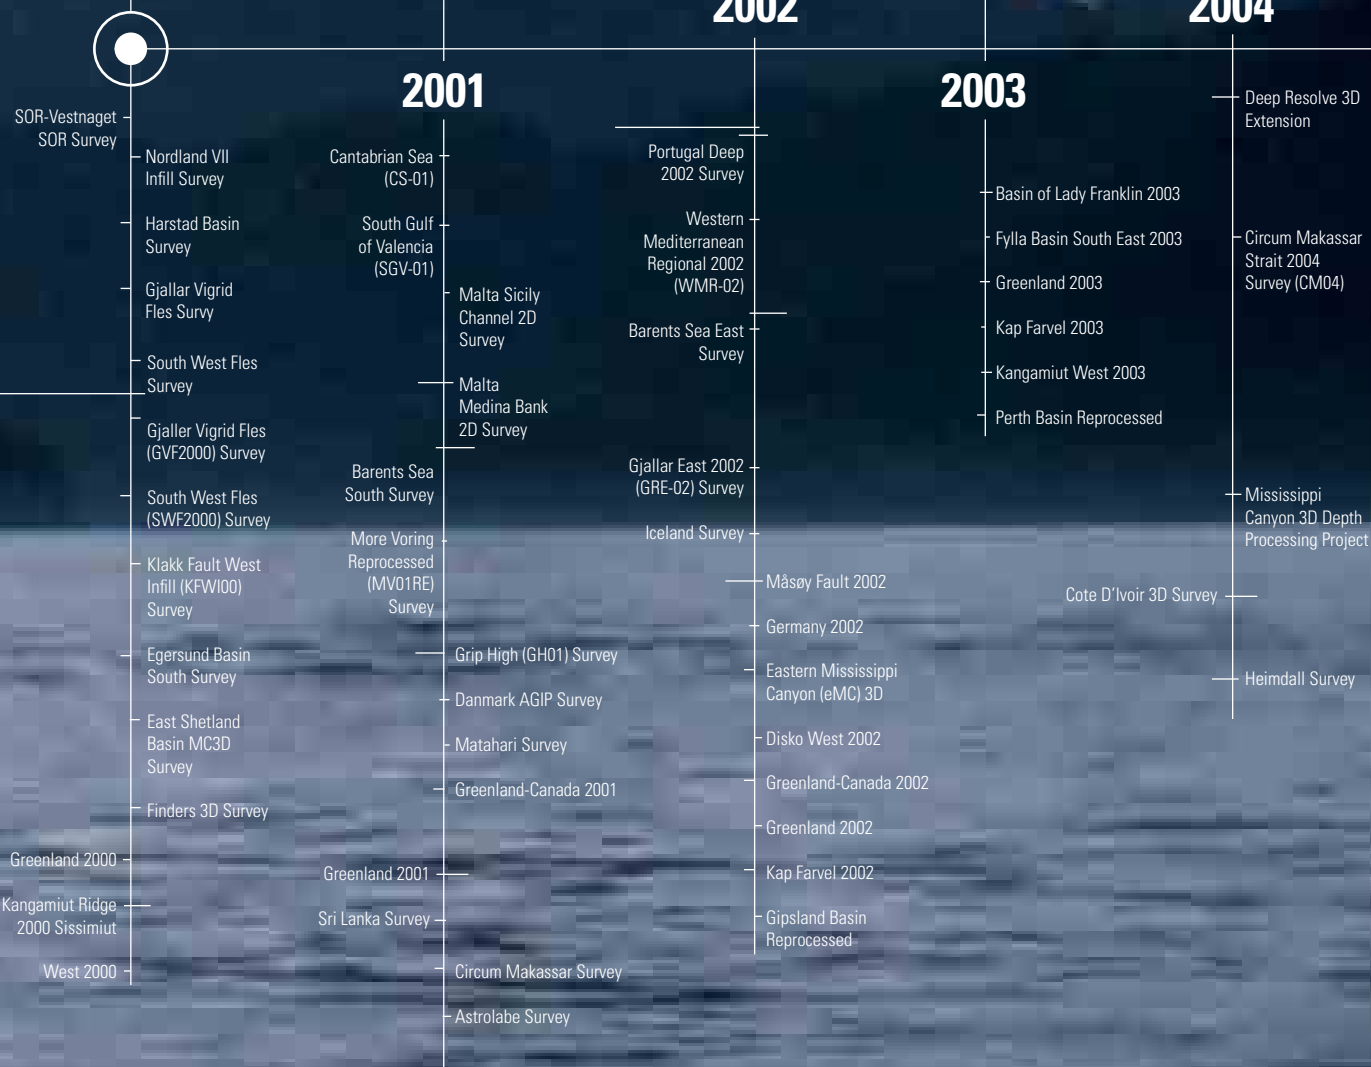 2002
2004
2001
2003
SOR-Vestnaget
SOR Survey
Nordland VII
Infill Survey
Harstad Basin
Survey
Gjallar Vigrid
Fles Survy
South West Fles
Survey
Gjaller Vigrid Fles
(GVF2000) Survey
South West Fles
(SWF2000) Survey
Klakk Fault West
Infill (KFWI00)
Survey
Egersund Basin
South Survey
East Shetland
Basin MC3D
Survey
Finders 3D Survey
Greenland 2000
Kangamiut Ridge
2000 Sissimiut
West 2000
Cantabrian Sea
(CS-01)
South Gulf
of Valencia
(SGV-01)
Malta Sicily
Channel 2D
Survey
Malta
Medina Bank
2D Survey
Barents Sea
South Survey
More Voring
Reprocessed
(MV01RE)
Survey
Grip High (GH01) Survey
Danmark AGIP Survey
Matahari Survey
Greenland-Canada 2001
Greenland 2001
Sri Lanka Survey
Circum Makassar Survey
Astrolabe Survey
Portugal Deep
2002 Survey
Western
Mediterranean
Regional 2002
(WMR-02)
Barents Sea East
Survey
Gjallar East 2002
(GRE-02) Survey
Iceland Survey
Måsøy Fault 2002
Germany 2002
Eastern Mississippi
Canyon (eMC) 3D
Disko West 2002
Greenland-Canada 2002
Greenland 2002
Kap Farvel 2002
Gipsland Basin
Reprocessed
Basin of Lady Franklin 2003
Fylla Basin South East 2003
Greenland 2003
Kap Farvel 2003
Kangamiut West 2003
Perth Basin Reprocessed
Deep Resolve 3D
Extension
Circum Makassar
Strait 2004
Survey (CM04)
Mississippi
Canyon 3D Depth
Processing Project
Cote D'Ivoir 3D Survey
Heimdall Survey